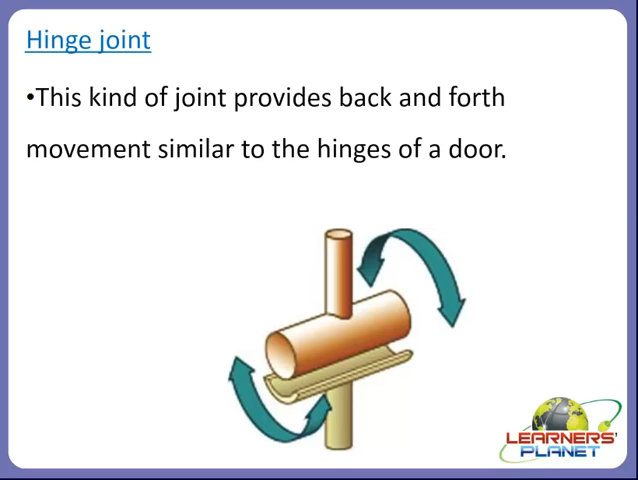 Hinge joint
•This kind of joint provides back and forth
movement similar to the hinges of a door.
LEARNERS'
PLANET